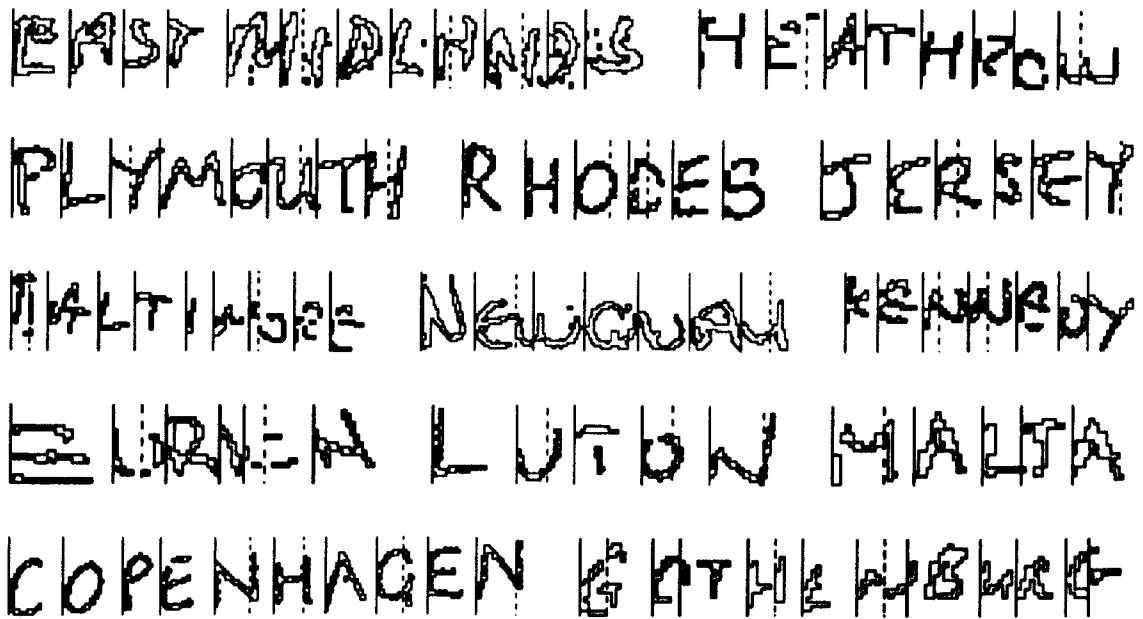 EAST MIDLANDS HEATHROW
PLYMOUTH RHODES JERSEY
NEWQUAY KENNEDY
LUTON MALTA
COPENHAGEN